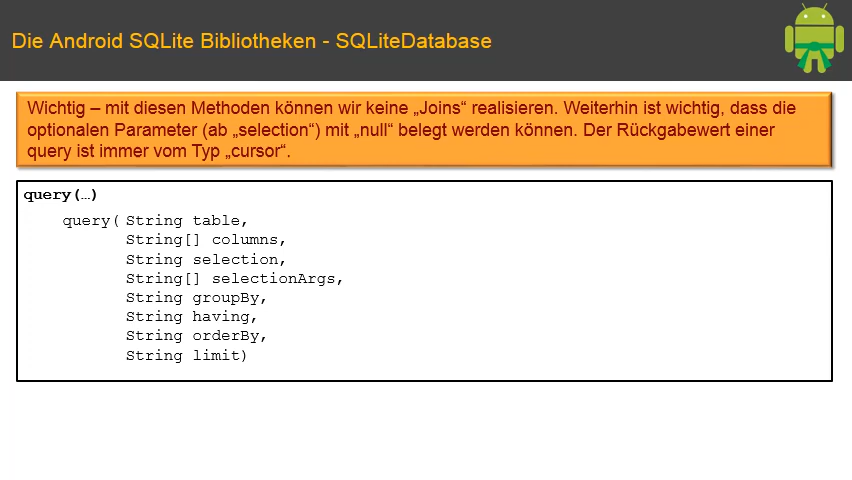 Die Android SQLite Bibliotheken - SQLiteDatabase
Wichtig – mit diesen Methoden können wir keine „Joins“ realisieren. Weiterhin ist wichtig, dass die
optionalen Parameter (ab „selection“) mit „null“ belegt werden können. Der Rückgabewert einer
query ist immer vom Typ „cursor“.
query(…)
query( String table,
String[] columns,
String selection,
String[] selectionArgs,
String groupBy,
String having,
String orderBy,
String limit)